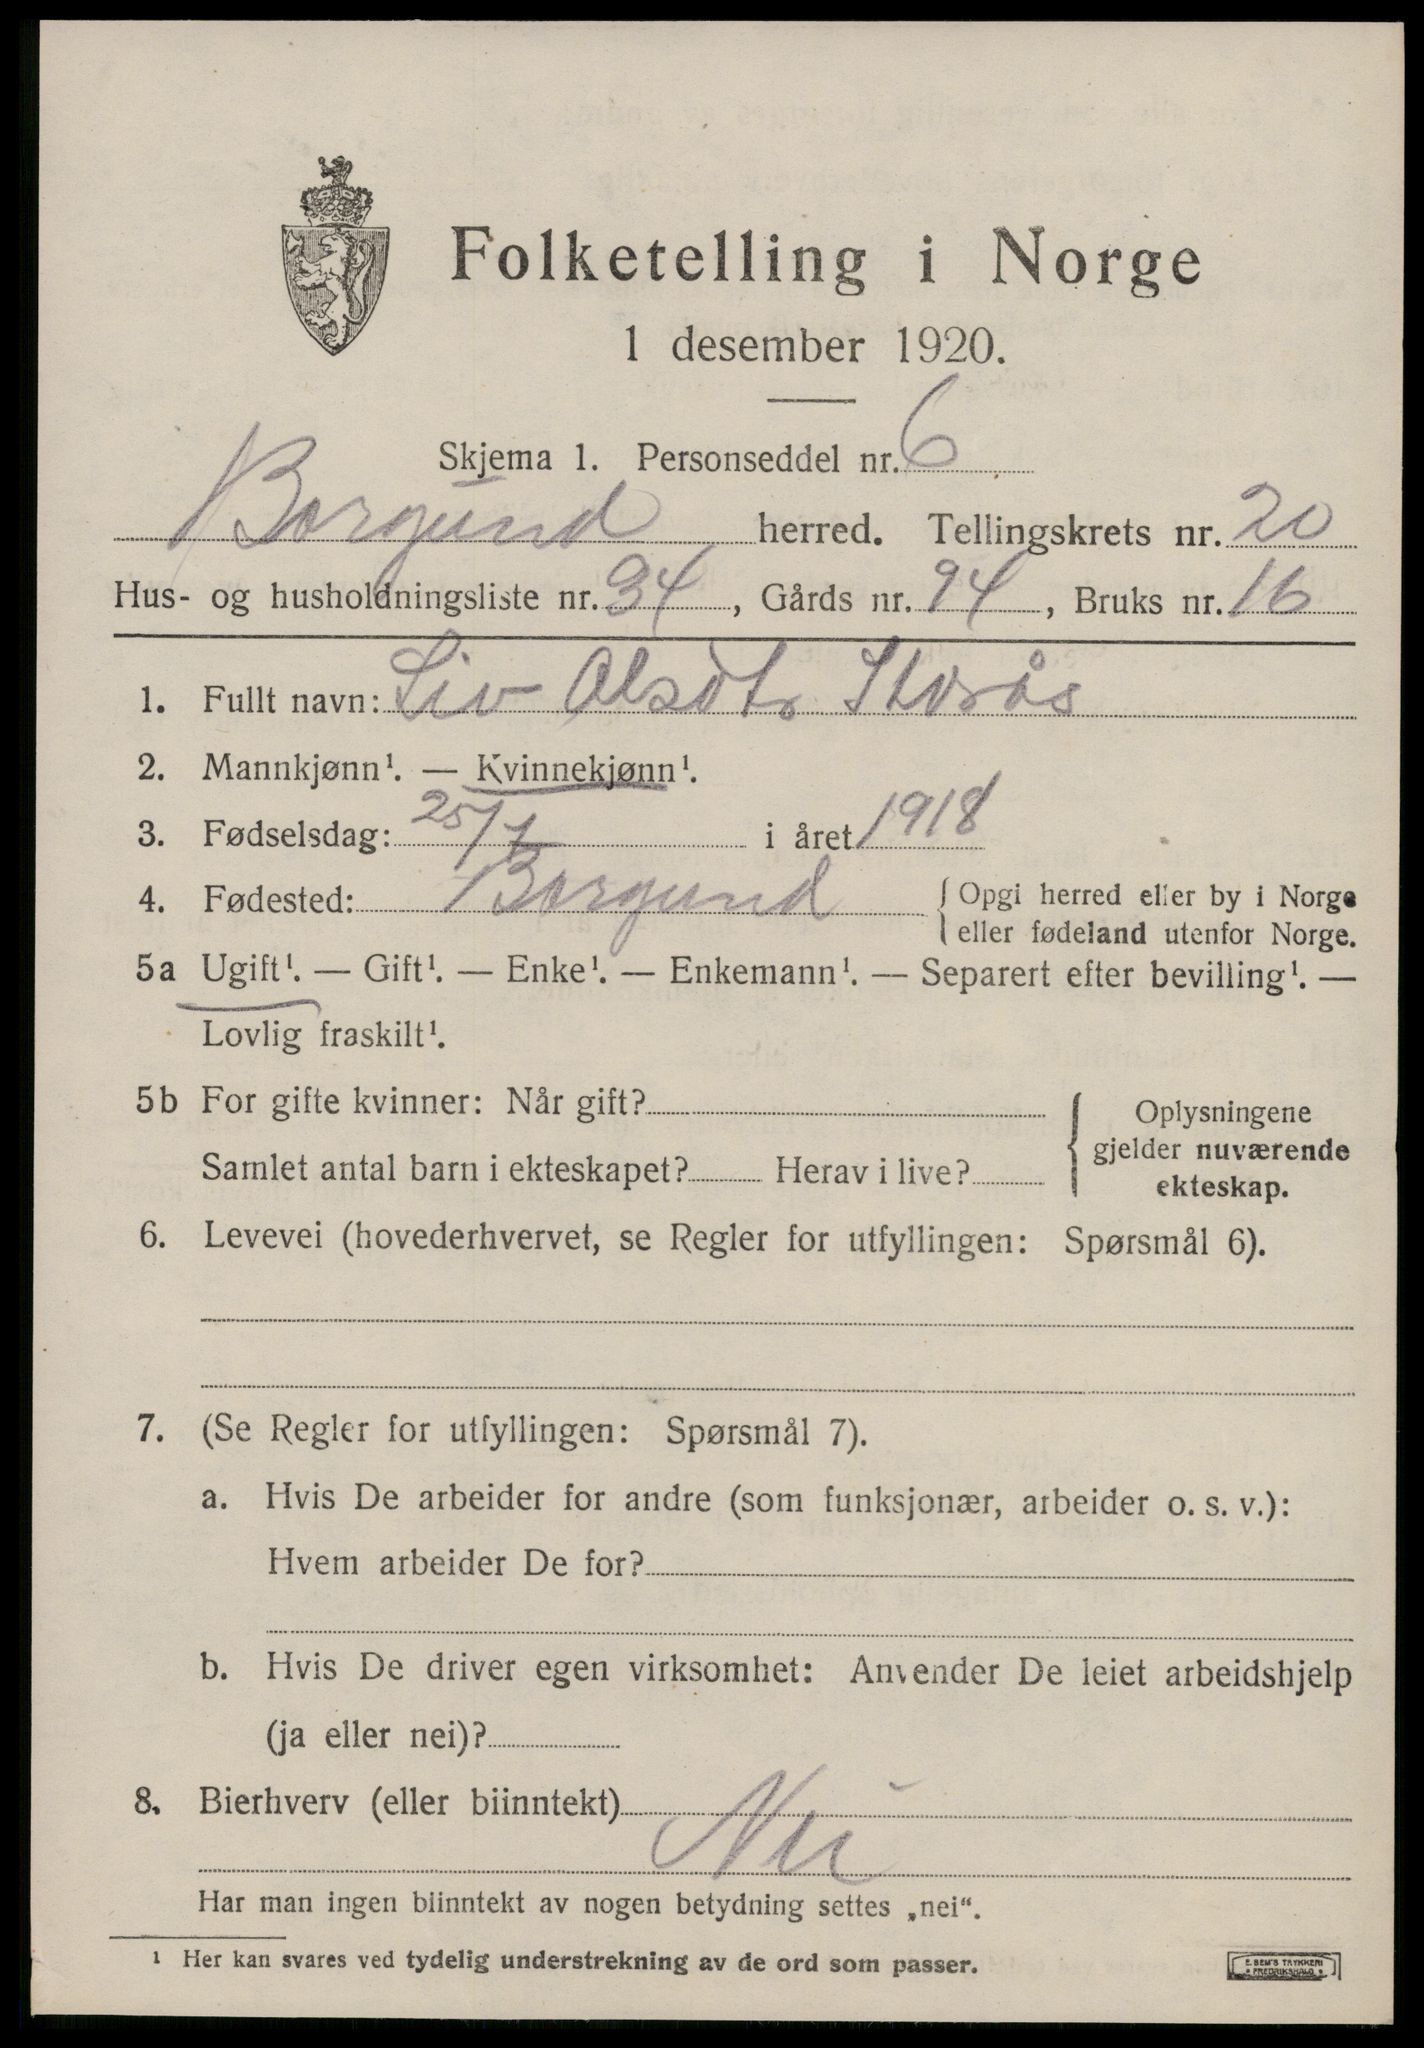 Folketelling i Norge
1 desember 1920.
Skjema 1. Personseddel nr. 6
Borgund herred. Tellingskrets nr. 20
Hus- og husholdningsliste nr. 34, Gårds nr. 94, Bruks nr. 16
1. Fullt navn: Liv Olsdtr Storås
2. Mannkjønn¹. — Kvinnekjønn¹.
3. Fødselsdag: 25/7 i året 1918
4. Fødested: Borgund { Opgi herred eller by i Norge
eller fødeland utenfor Norge.
5a Ugift¹. — Gift¹. — Enke¹. — Enkemann¹. — Separert efter bevilling¹. —
Lovlig fraskilt¹.
5b For gifte kvinner: Når gift?
Samlet antal barn i ekteskapet? Herav i live?
{ Oplysningene
gjelder nuværende
ekteskap.
6. Levevei (hovederhvervet, se Regler for utfyllingen: Spørsmål 6).
7. (Se Regler for utfyllingen: Spørsmål 7).
a. Hvis De arbeider for andre (som funksjonær, arbeider o. s. v.):
Hvem arbeider De for?
b. Hvis De driver egen virksomhet: Anvender De leiet arbeidshjelp
(ja eller nei)?
8. Bierhverv (eller biinntekt)
Nei
Har man ingen biinntekt av nogen betydning settes „nei“.
¹ Her kan svares ved tydelig understrekning av de ord som passer.
E. SEM'S TRYKKERI
FREDRIKSHALD